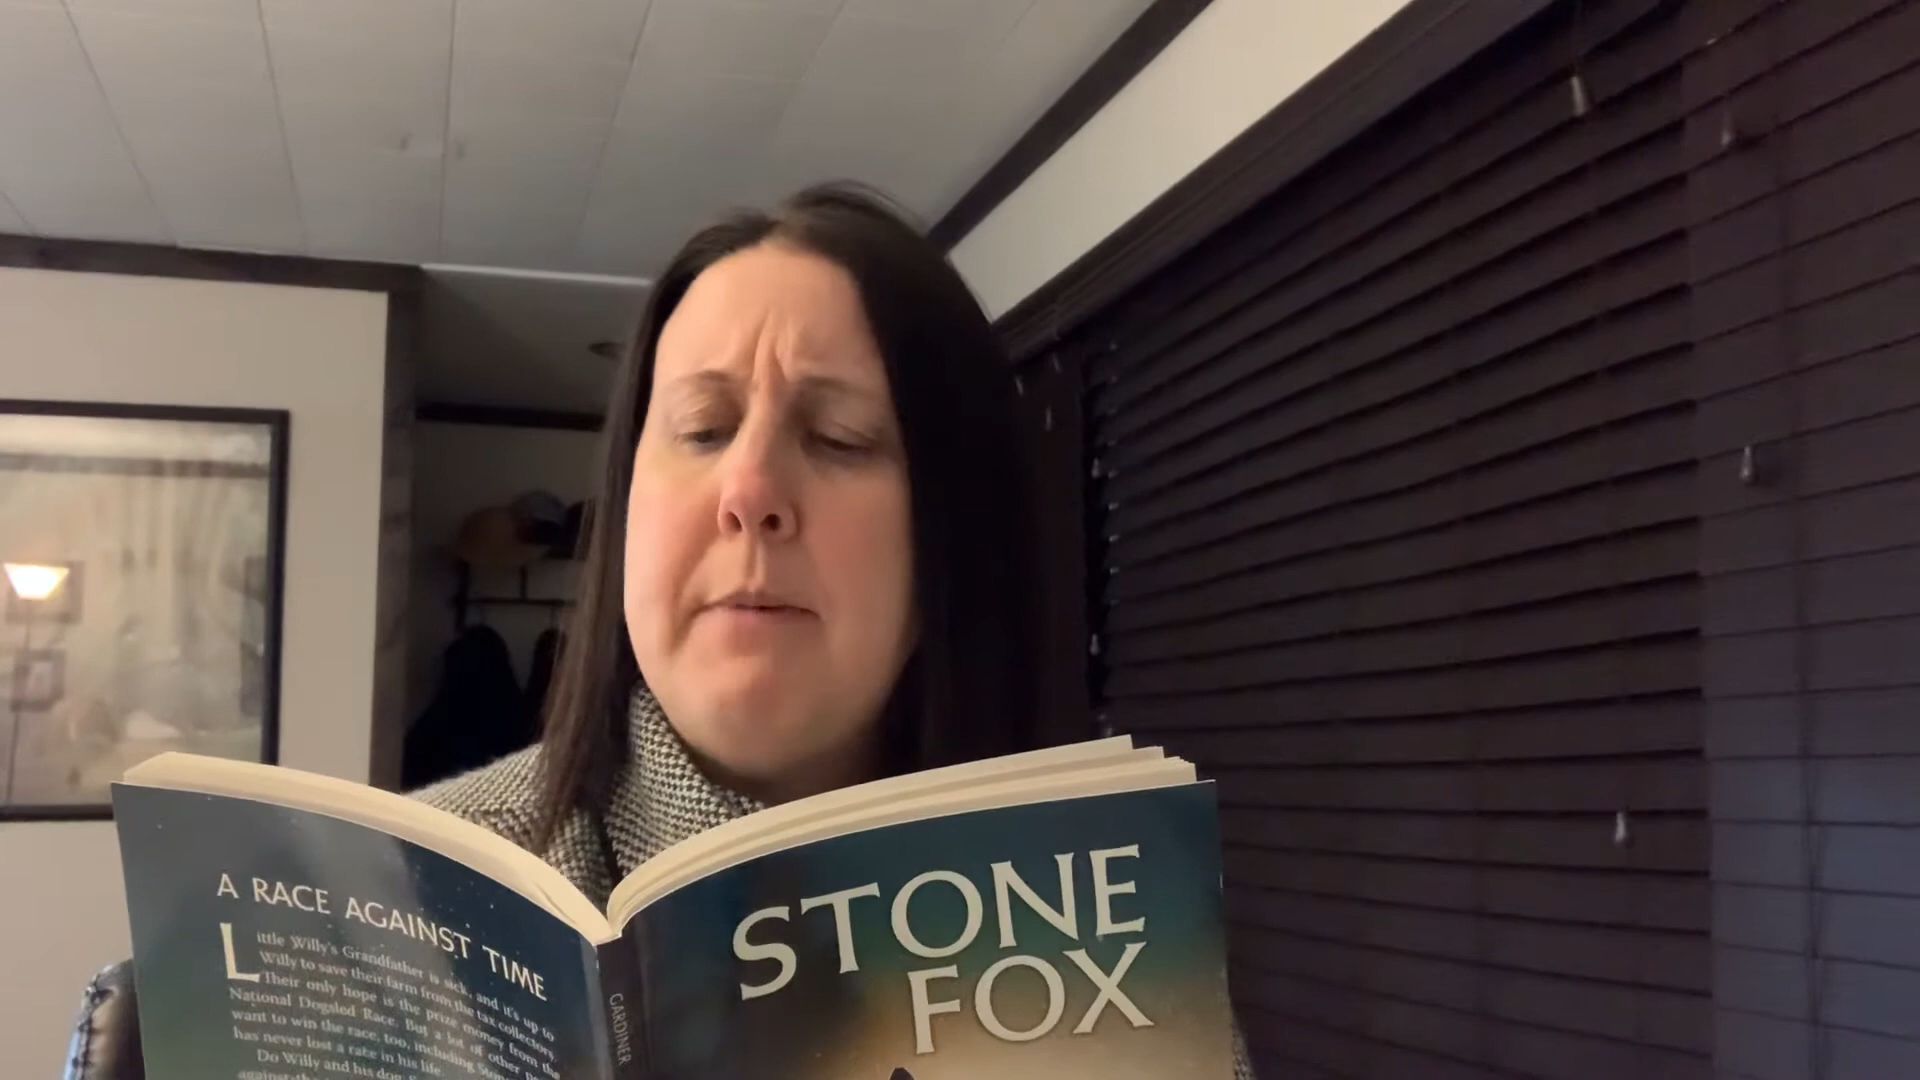 A RACE AGAINST TIME
Little Willy's Grandfather is sick, and it's up to
Willy to save their farm from the tax collectors.
Their only hope is the prize money from the
National Dogsled Race. But a lot of other
want to win the race, too, including Stone
has never lost a race in his life.
Do Willy and his dog
against the
GARDINER
STONE
FOX